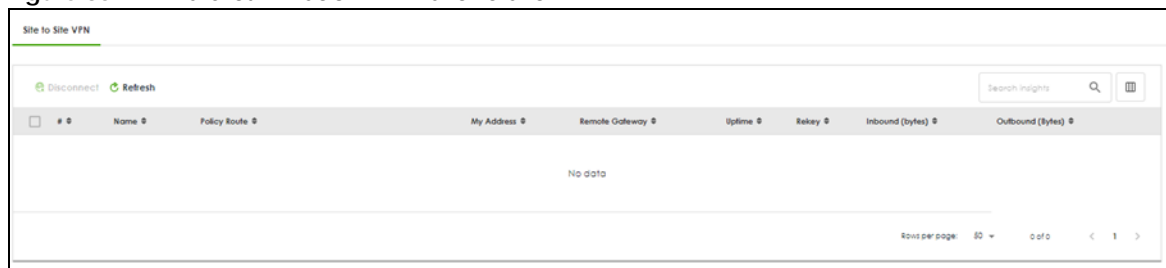 Site to Site VPN
Disconnect Refresh Search insights
# Name Policy Route My Address Remote Gateway Uptime Rekey Inbound (bytes) Outbound (Bytes)
No data
Rows per page: 50 0 of 0 < 1 >